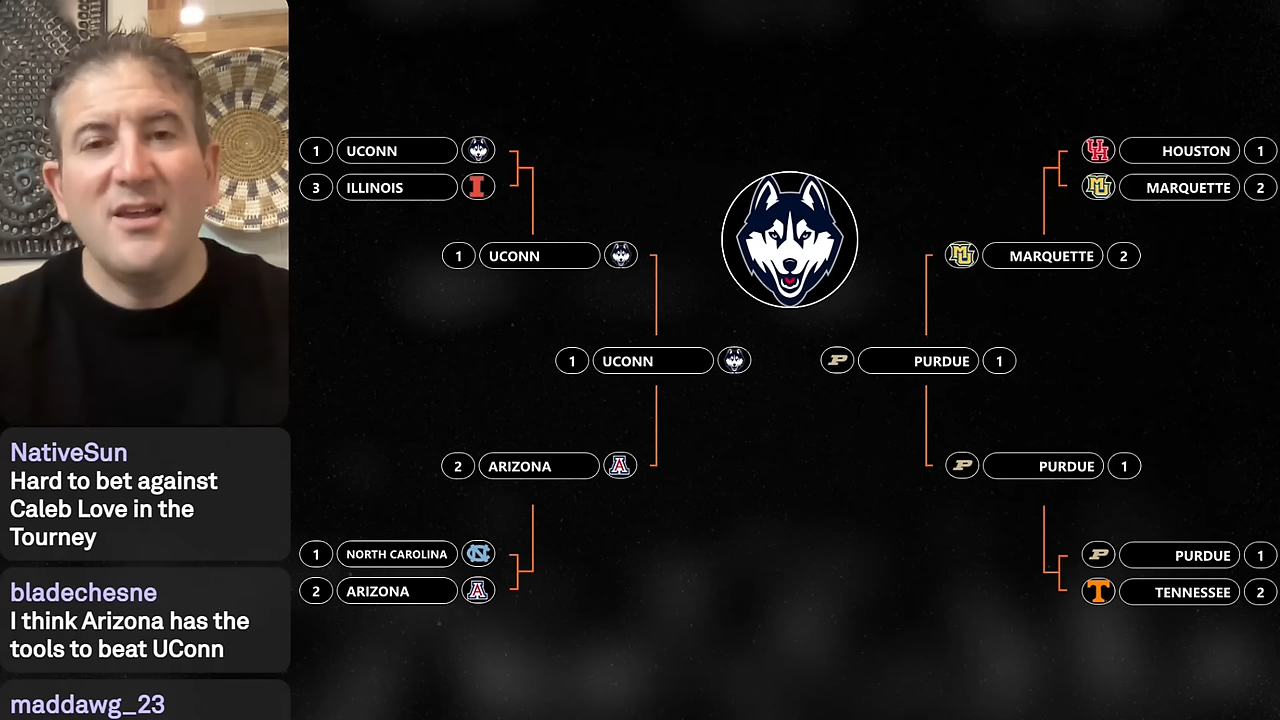 1 UCONN
3 ILLINOIS
HOUSTON 1
MARQUETTE 2
1 UCONN
MARQUETTE 2
1 UCONN
PURDUE 1
2 ARIZONA
PURDUE 1
1 NORTH CAROLINA
2 ARIZONA
PURDUE 1
TENNESSEE 2
NativeSun
Hard to bet against
Caleb Love in the
Tourney
bladechesne
I think Arizona has the
tools to beat UConn
maddawg_23